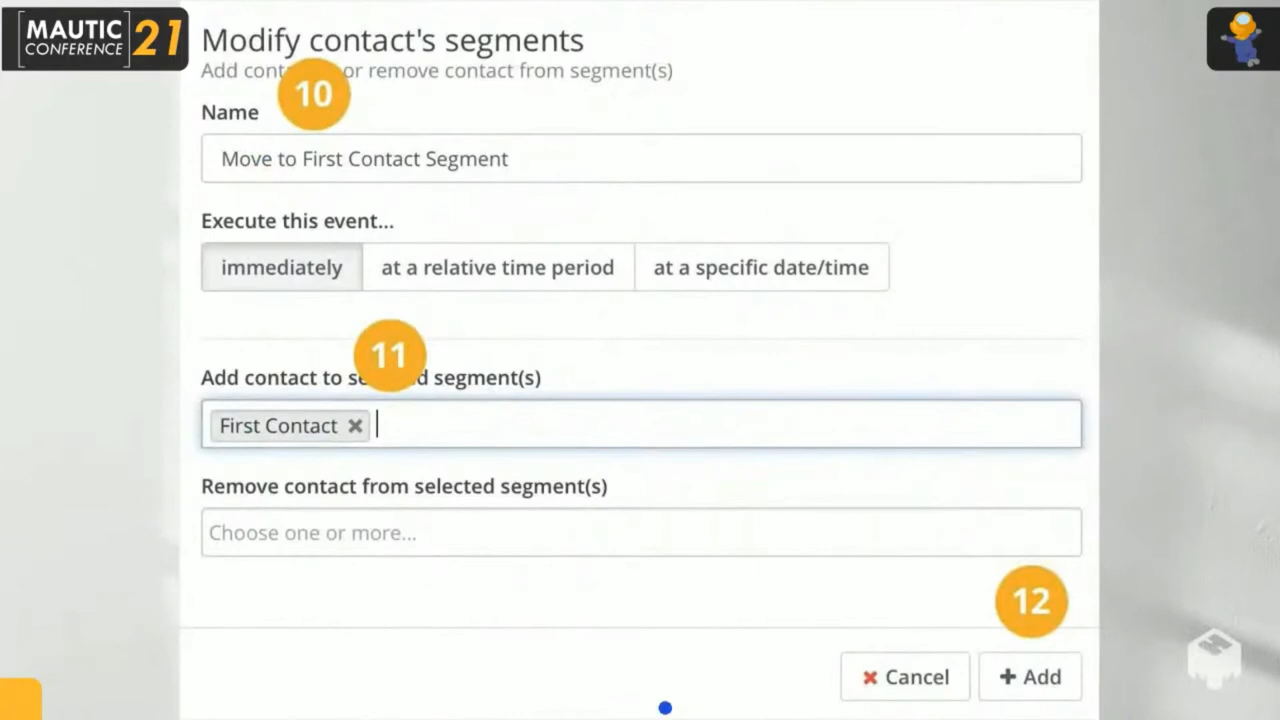 MAUTIC
CONFERENCE
21
Modify contact's segments
Add cont or remove contact from segment(s)
10
Name
Move to First Contact Segment
Execute this event...
immediately
at a relative time period
at a specific date/time
11
Add contact to se d segment(s)
First Contact
Remove contact from selected segment(s)
Choose one or more...
12
Cancel
Add